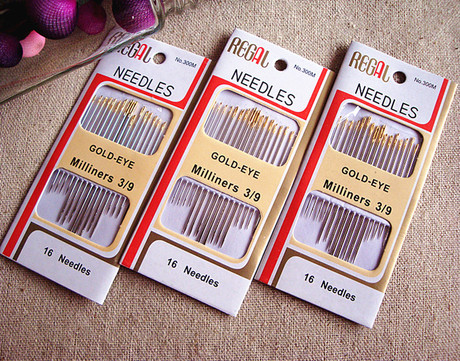 REGAL
No.300M
NEEDLES
GOLD-EYE
Milliners 3/9
16 Needles
REGAL
No.300M
NEEDLES
GOLD-EYE
Milliners 3/9
16 Needles
REGAL
No.300M
NEEDLES
GOLD-EYE
Milliners 3/9
16 Needles